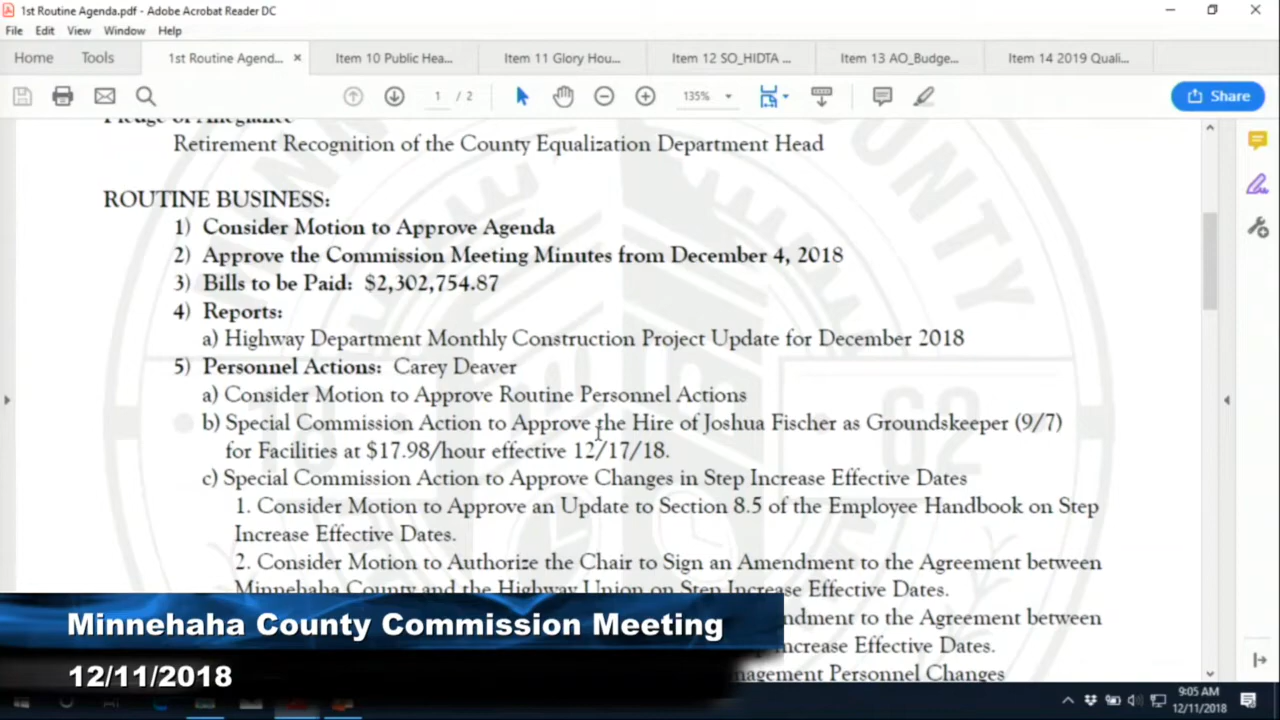 1st Routine Agenda.pdf - Adobe Acrobat Reader DC
File Edit View Window Help
Home Tools 1st Routine Agend... × Item 10 Public Hea... Item 11 Glory Hou... Item 12 SO_HIDTA ... Item 13 AO_Budge... Item 14 2019 Quali...
1 / 2 135% Share
Pledge of Allegiance
Retirement Recognition of the County Equalization Department Head
ROUTINE BUSINESS:
1) Consider Motion to Approve Agenda
2) Approve the Commission Meeting Minutes from December 4, 2018
3) Bills to be Paid: $2,302,754.87
4) Reports:
a) Highway Department Monthly Construction Project Update for December 2018
5) Personnel Actions: Carey Deaver
a) Consider Motion to Approve Routine Personnel Actions
b) Special Commission Action to Approve the Hire of Joshua Fischer as Groundskeeper (9/7)
for Facilities at $17.98/hour effective 12/17/18.
c) Special Commission Action to Approve Changes in Step Increase Effective Dates
1. Consider Motion to Approve an Update to Section 8.5 of the Employee Handbook on Step
Increase Effective Dates.
2. Consider Motion to Authorize the Chair to Sign an Amendment to the Agreement between
Minnehaha County and the Highway Union on Step Increase Effective Dates.
ndment to the Agreement between
ncrease Effective Dates.
nagement Personnel Changes
Minnehaha County Commission Meeting
12/11/2018
9:05 AM
12/11/2018